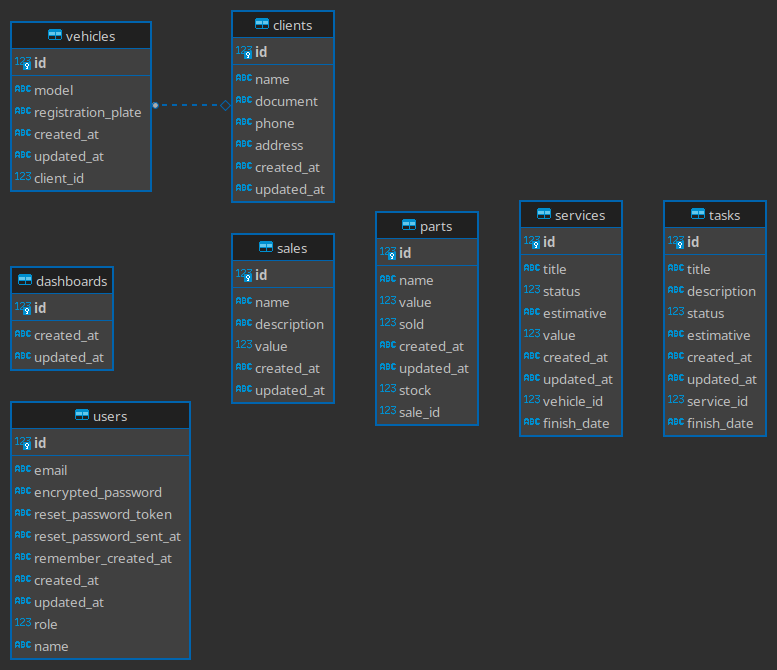 vehicles
123 id
ABC model
ABC registration_plate
ABC created_at
ABC updated_at
123 client_id
clients
123 id
ABC name
ABC document
ABC phone
ABC address
ABC created_at
ABC updated_at
dashboards
123 id
ABC created_at
ABC updated_at
sales
123 id
ABC name
ABC description
123 value
ABC created_at
ABC updated_at
parts
123 id
ABC name
123 value
123 sold
ABC created_at
ABC updated_at
123 stock
123 sale_id
services
123 id
ABC title
123 status
ABC estimative
123 value
ABC created_at
ABC updated_at
123 vehicle_id
ABC finish_date
tasks
123 id
ABC title
ABC description
123 status
ABC estimative
ABC created_at
ABC updated_at
123 service_id
ABC finish_date
users
123 id
ABC email
ABC encrypted_password
ABC reset_password_token
ABC reset_password_sent_at
ABC remember_created_at
ABC created_at
ABC updated_at
123 role
ABC name